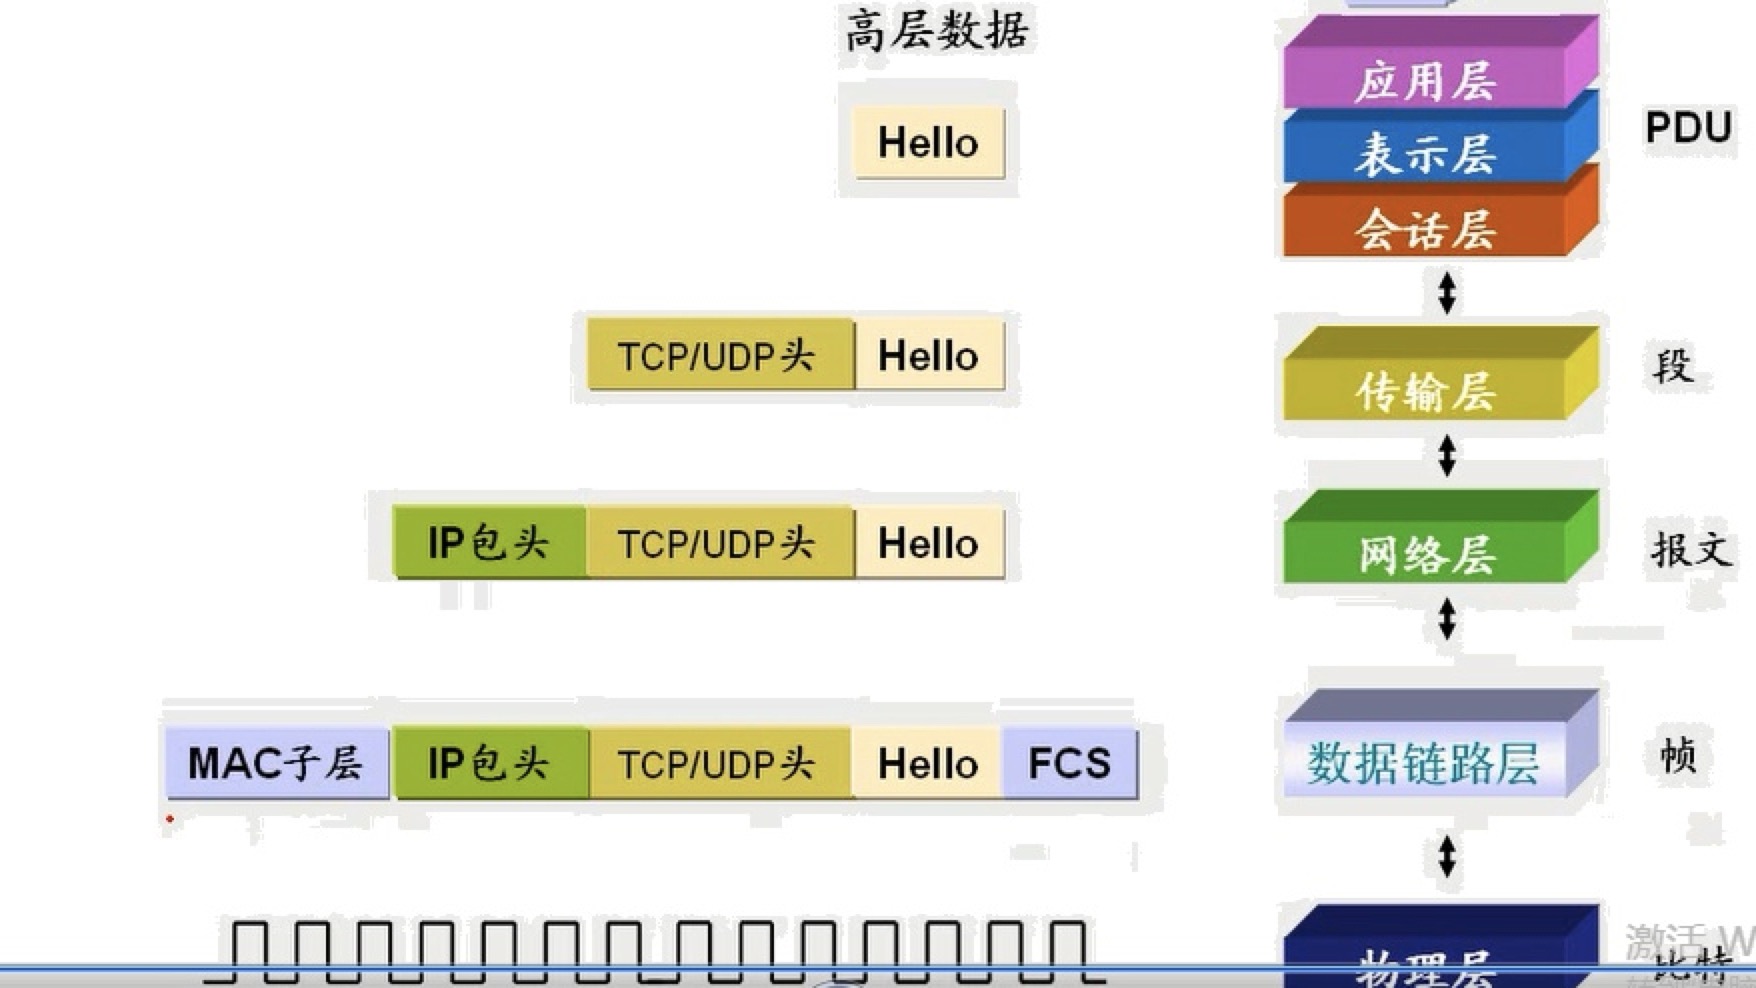 高层数据
应用层
Hello
PDU
表示层
会话层
TCP/UDP头 Hello
传输层
段
IP包头 TCP/UDP头 Hello
网络层
报文
MAC子层 IP包头 TCP/UDP头 Hello FCS
数据链路层
帧
激活 W
物理层
比特